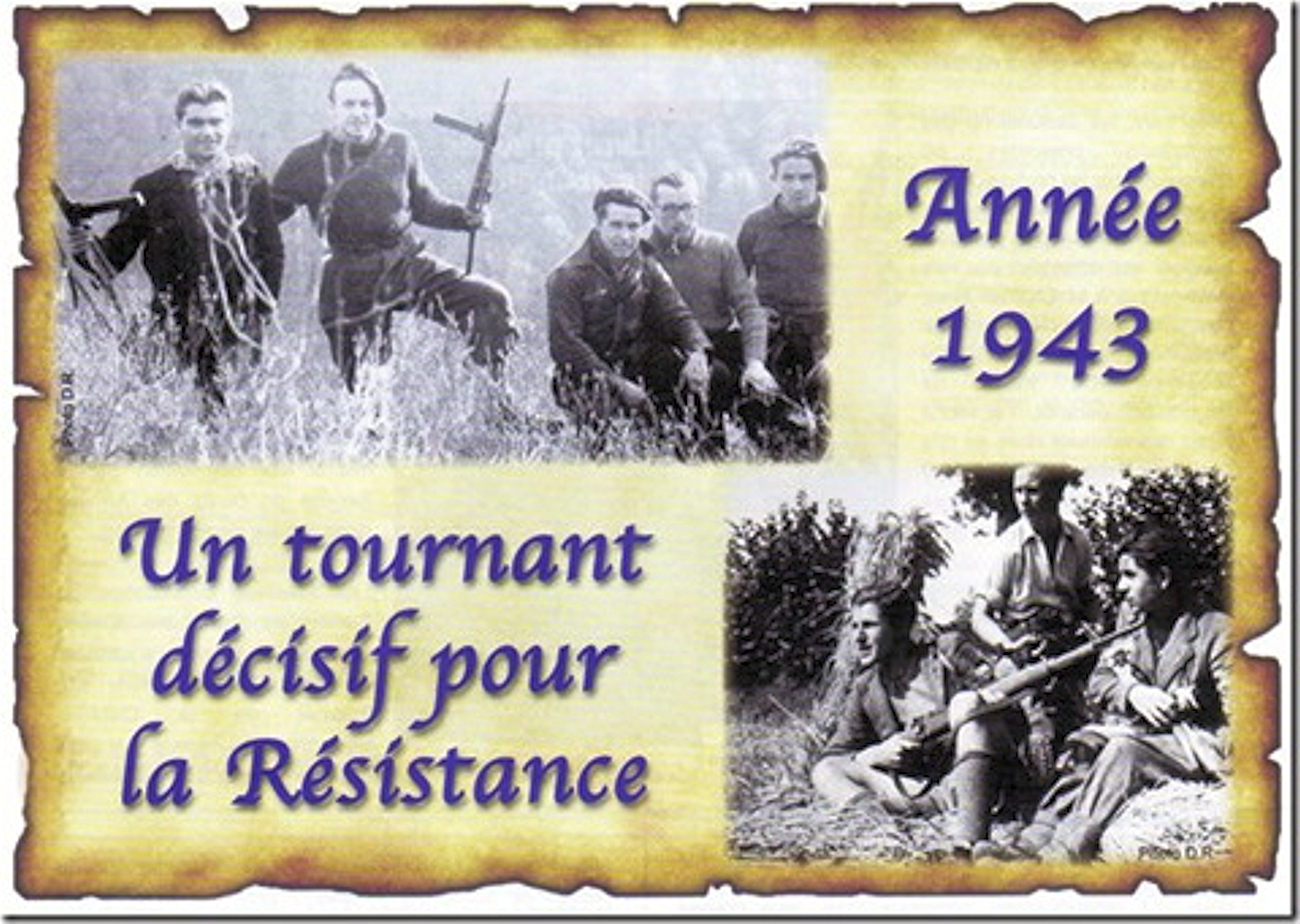 Année
1943
Un tournant
décisif pour
la Résistance
Photo D.R.
Photo D.R.